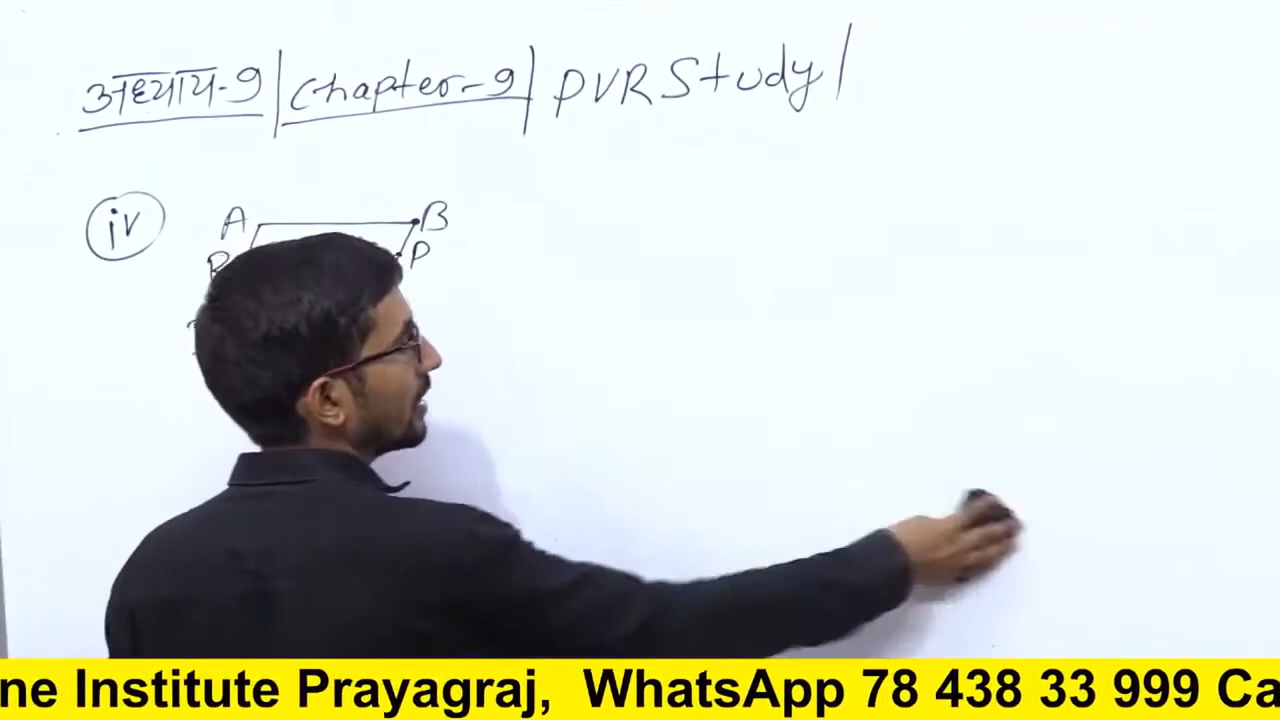 अध्याय-9 | Chapter-9 | PVR Study |
iv A B
P
ne Institute Prayagraj, WhatsApp 78 438 33 999 Ca